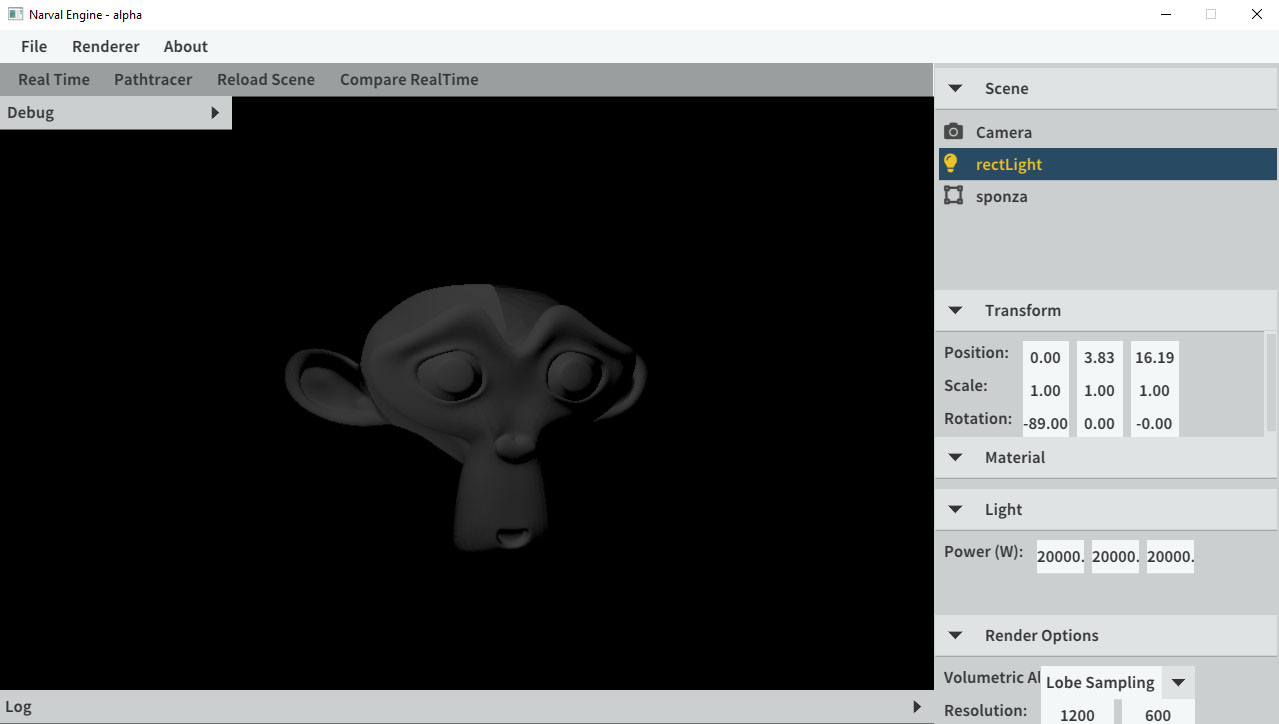 Narval Engine - alpha
File Renderer About
Real Time Pathtracer Reload Scene Compare RealTime
Debug
Scene
Camera
rectLight
sponza
Transform
Position: 0.00 3.83 16.19
Scale: 1.00 1.00 1.00
Rotation: -89.00 0.00 -0.00
Material
Light
Power (W): 20000. 20000. 20000.
Render Options
Volumetric Al Lobe Sampling
Resolution: 1200 600
Log